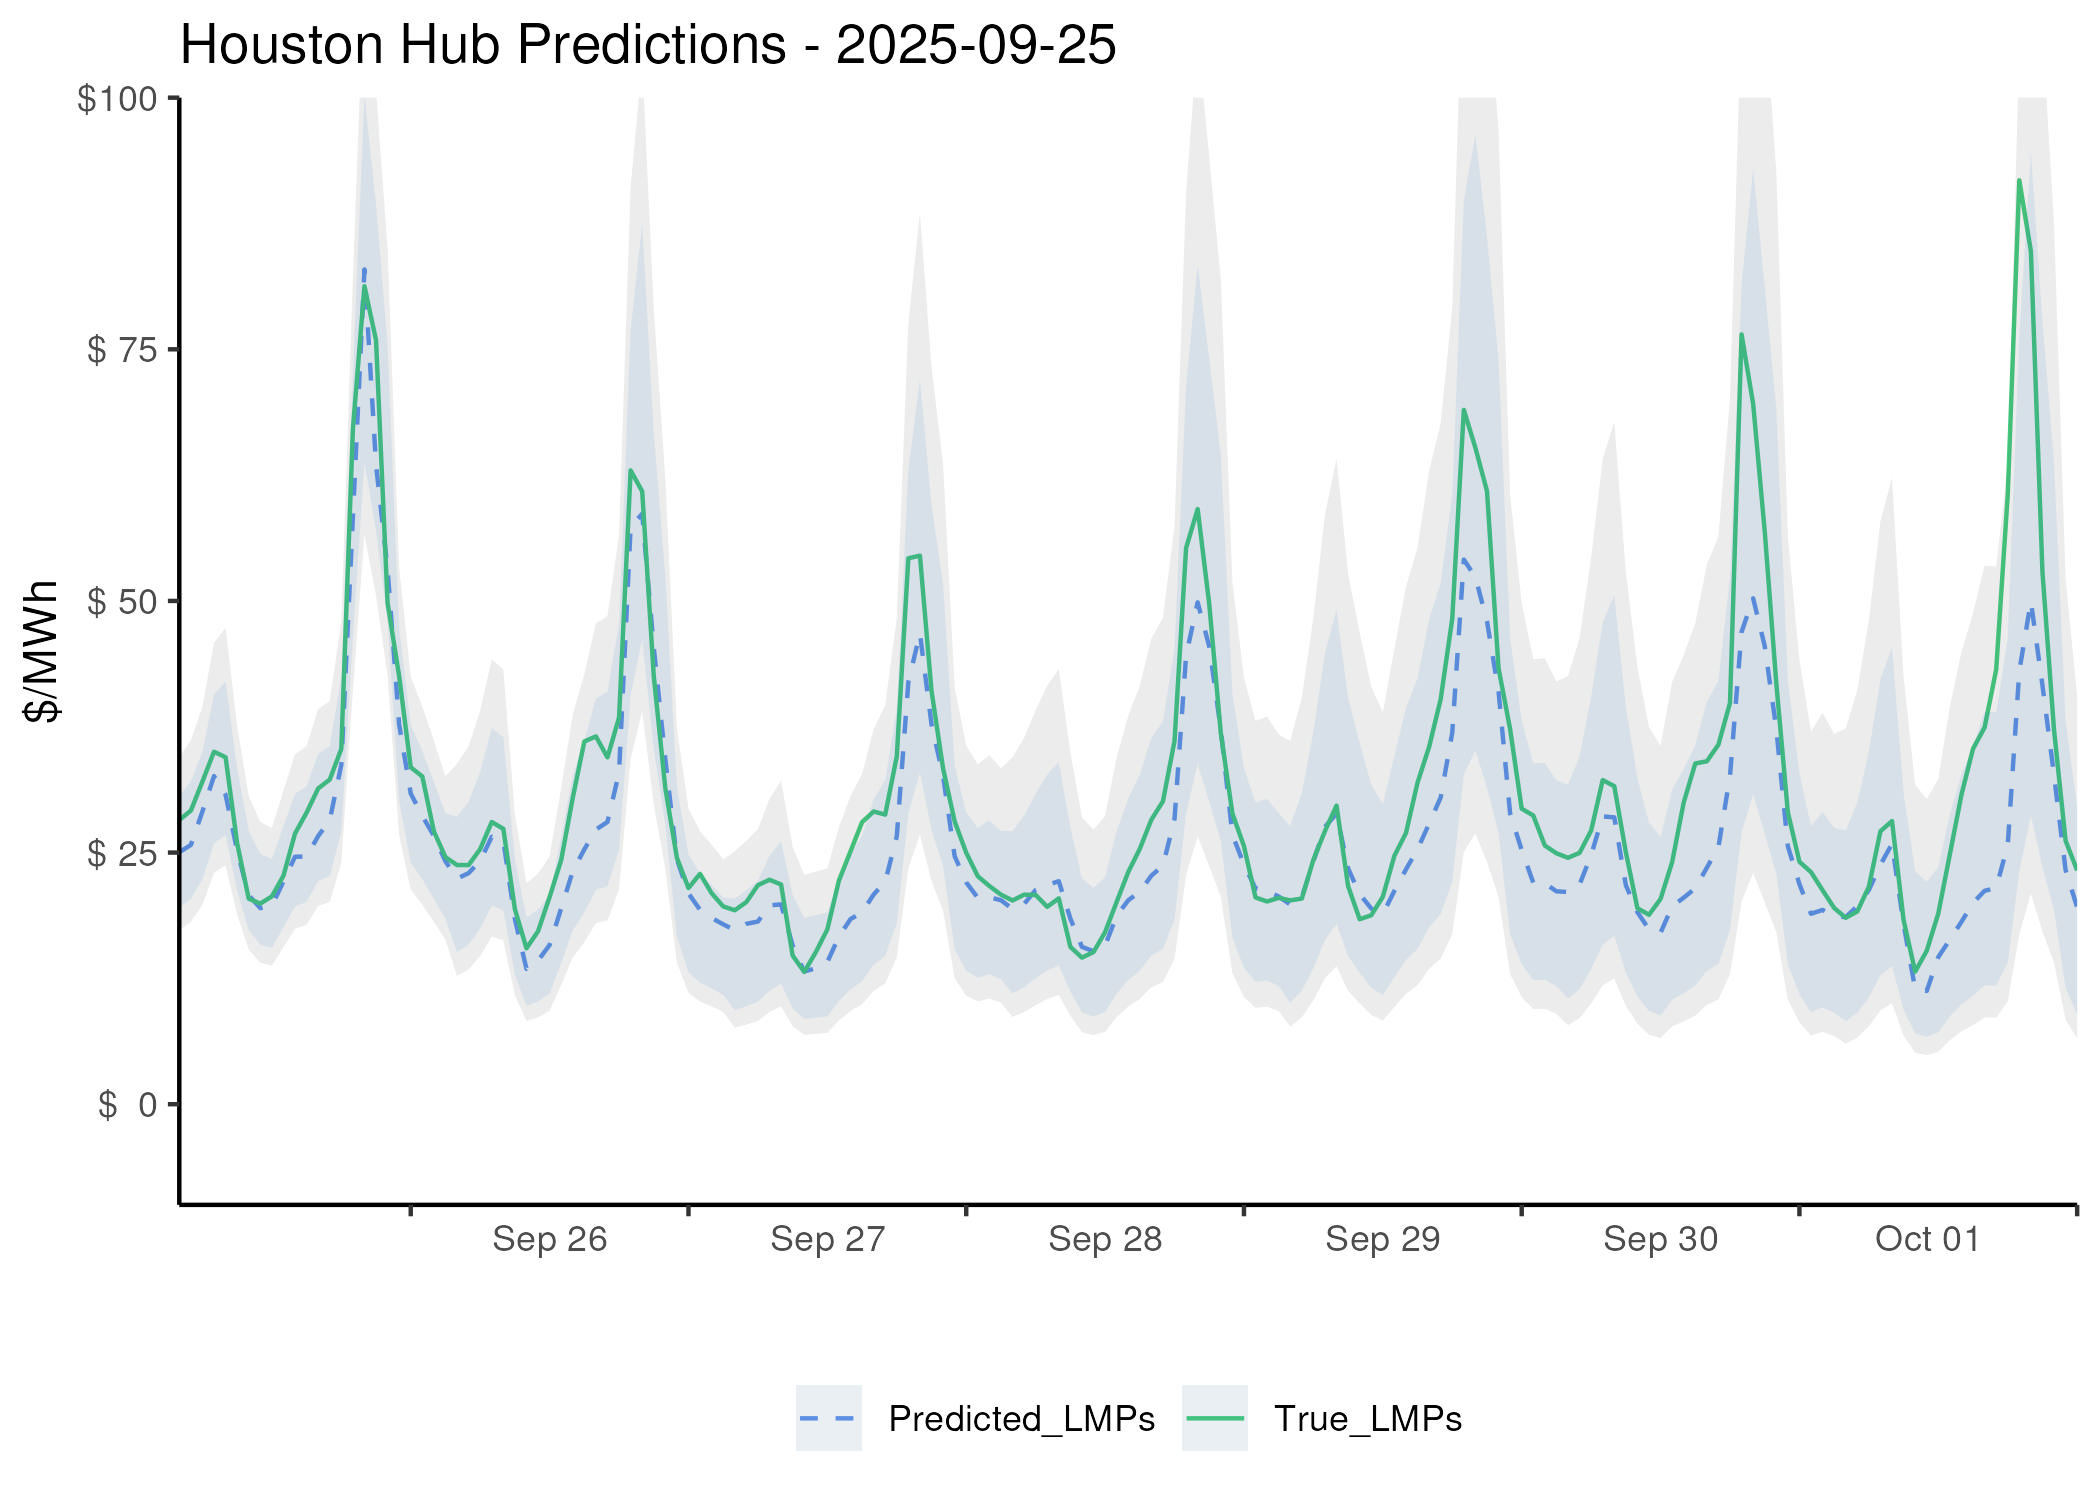 Houston Hub Predictions - 2025-09-25
$100
$ 75
$ 50
$ 25
$ 0
$/MWh
Sep 26 Sep 27 Sep 28 Sep 29 Sep 30 Oct 01
Predicted_LMPs True_LMPs